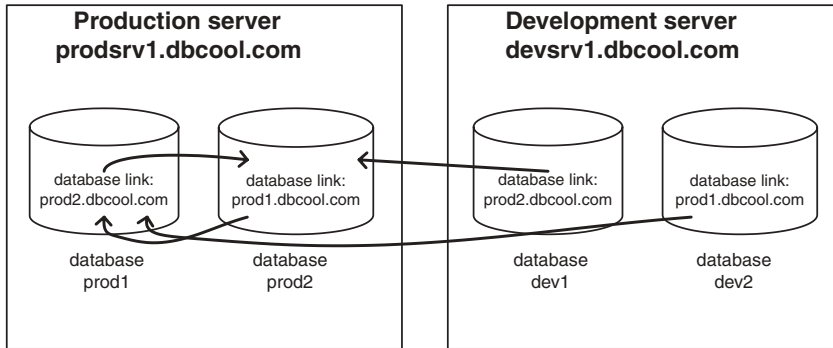 Production server
prodsrv1.dbcool.com
database link:
prod2.dbcool.com
database
prod1
database link:
prod1.dbcool.com
database
prod2
Development server
devsrv1.dbcool.com
database link:
prod2.dbcool.com
database
dev1
database link:
prod1.dbcool.com
database
dev2